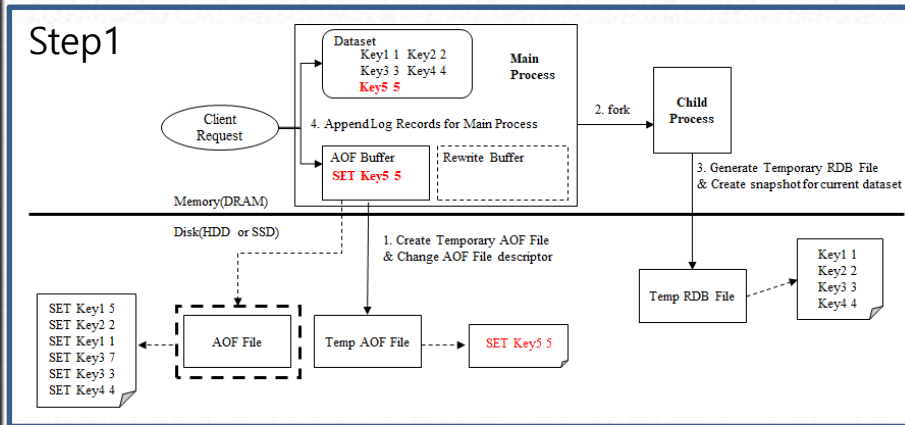 Step1
Dataset
Key1 1 Key2 2
Key3 3 Key4 4
Key5 5
Main
Process
Client
Request
4. Append Log Records for Main Process
2. fork
Child
Process
AOF Buffer
SET Key5 5
Rewrite Buffer
3. Generate Temporary RDB File
& Create snapshot for current dataset
Memory(DRAM)
Disk(HDD or SSD)
1. Create Temporary AOF File
& Change AOF File descriptor
SET Key1 5
SET Key2 2
SET Key1 1
SET Key3 7
SET Key3 3
SET Key4 4
AOF File
Temp AOF File
SET Key5 5
Temp RDB File
Key1 1
Key2 2
Key3 3
Key4 4